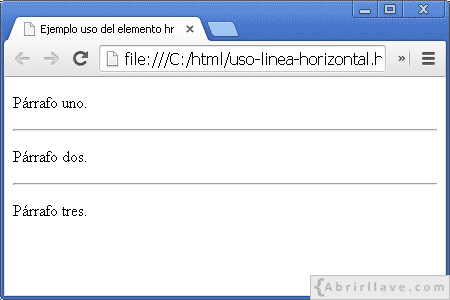 Ejemplo uso del elemento hr
file:///C:/html/uso-linea-horizontal.h
Párrafo uno.
Párrafo dos.
Párrafo tres.
{Abrirllave.com